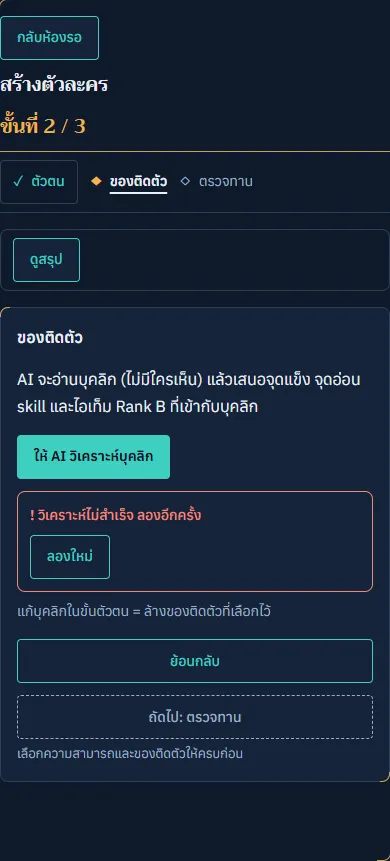 กลับห้องรอ
สร้างตัวละคร
ขั้นที่ 2 / 3
✓ ตัวตน
◆ ของติดตัว
◇ ตรวจทาน
ดูสรุป
ของติดตัว
AI จะอ่านบุคลิก (ไม่มีใครเห็น) แล้วเสนอจุดแข็ง จุดอ่อน
skill และไอเท็ม Rank B ที่เข้ากับบุคลิก
ให้ AI วิเคราะห์บุคลิก
! วิเคราะห์ไม่สำเร็จ ลองอีกครั้ง
ลองใหม่
แก้บุคลิกในขั้นตัวตน = ล้างของติดตัวที่เลือกไว้
ย้อนกลับ
ถัดไป: ตรวจทาน
เลือกความสามารถและของติดตัวให้ครบก่อน